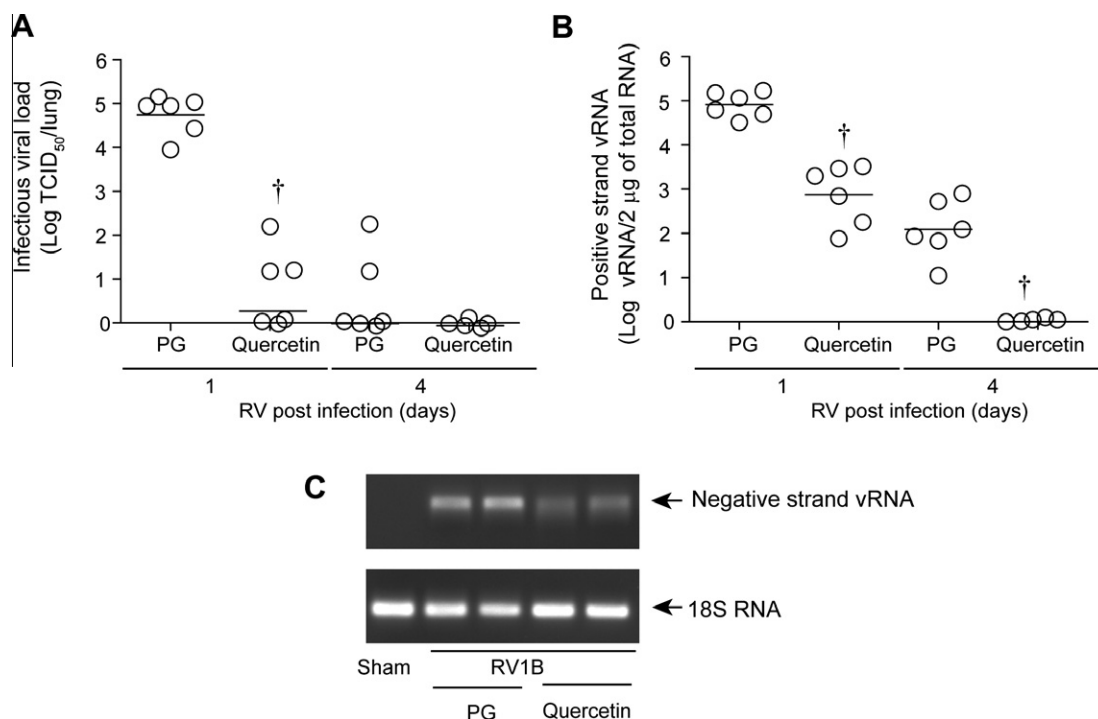 A
Infectious viral load
(Log TCID50/lung)
6
5
4
3
2
1
0
†
PG Quercetin PG Quercetin
1 4
RV post infection (days)
B
Positive strand vRNA
(Log vRNA/2 μg of total RNA)
6
5
4
3
2
1
0
†
†
PG Quercetin PG Quercetin
1 4
RV post infection (days)
C
Negative strand vRNA
18S RNA
Sham RV1B
PG Quercetin